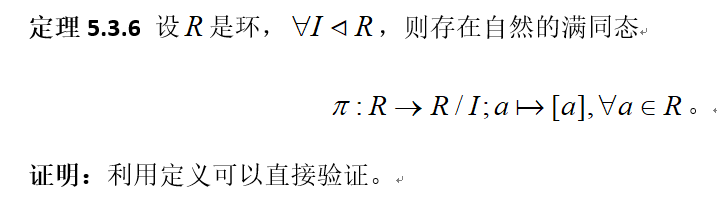 定理 5.3.6 设 R 是环，∀I ◁ R，则存在自然的满同态
π : R → R / I; a ↦ [a], ∀a ∈ R。
证明：利用定义可以直接验证。